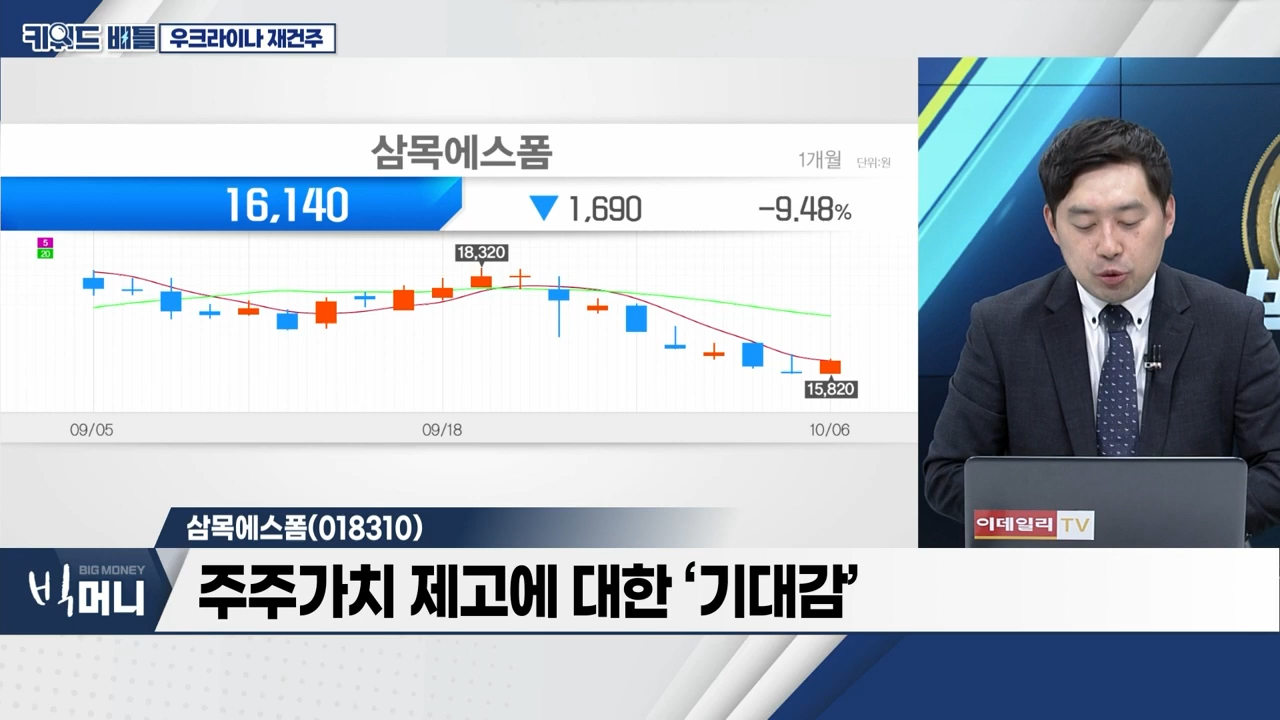 키워드 배틀
우크라이나 재건주
삼목에스폼
1개월 단위:원
16,140 ▼1,690 -9.48%
5
20
18,320
15,820
09/05 09/18 10/06
이데일리 TV
삼목에스폼(018310)
BIG MONEY
빅머니
주주가치 제고에 대한 ‘기대감’